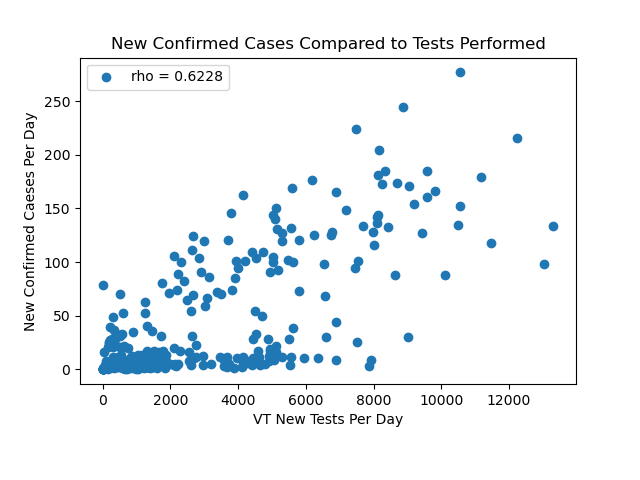 New Confirmed Cases Compared to Tests Performed
rho = 0.6228
250
200
150
100
50
0
New Confirmed Caeses Per Day
0 2000 4000 6000 8000 10000 12000
VT New Tests Per Day